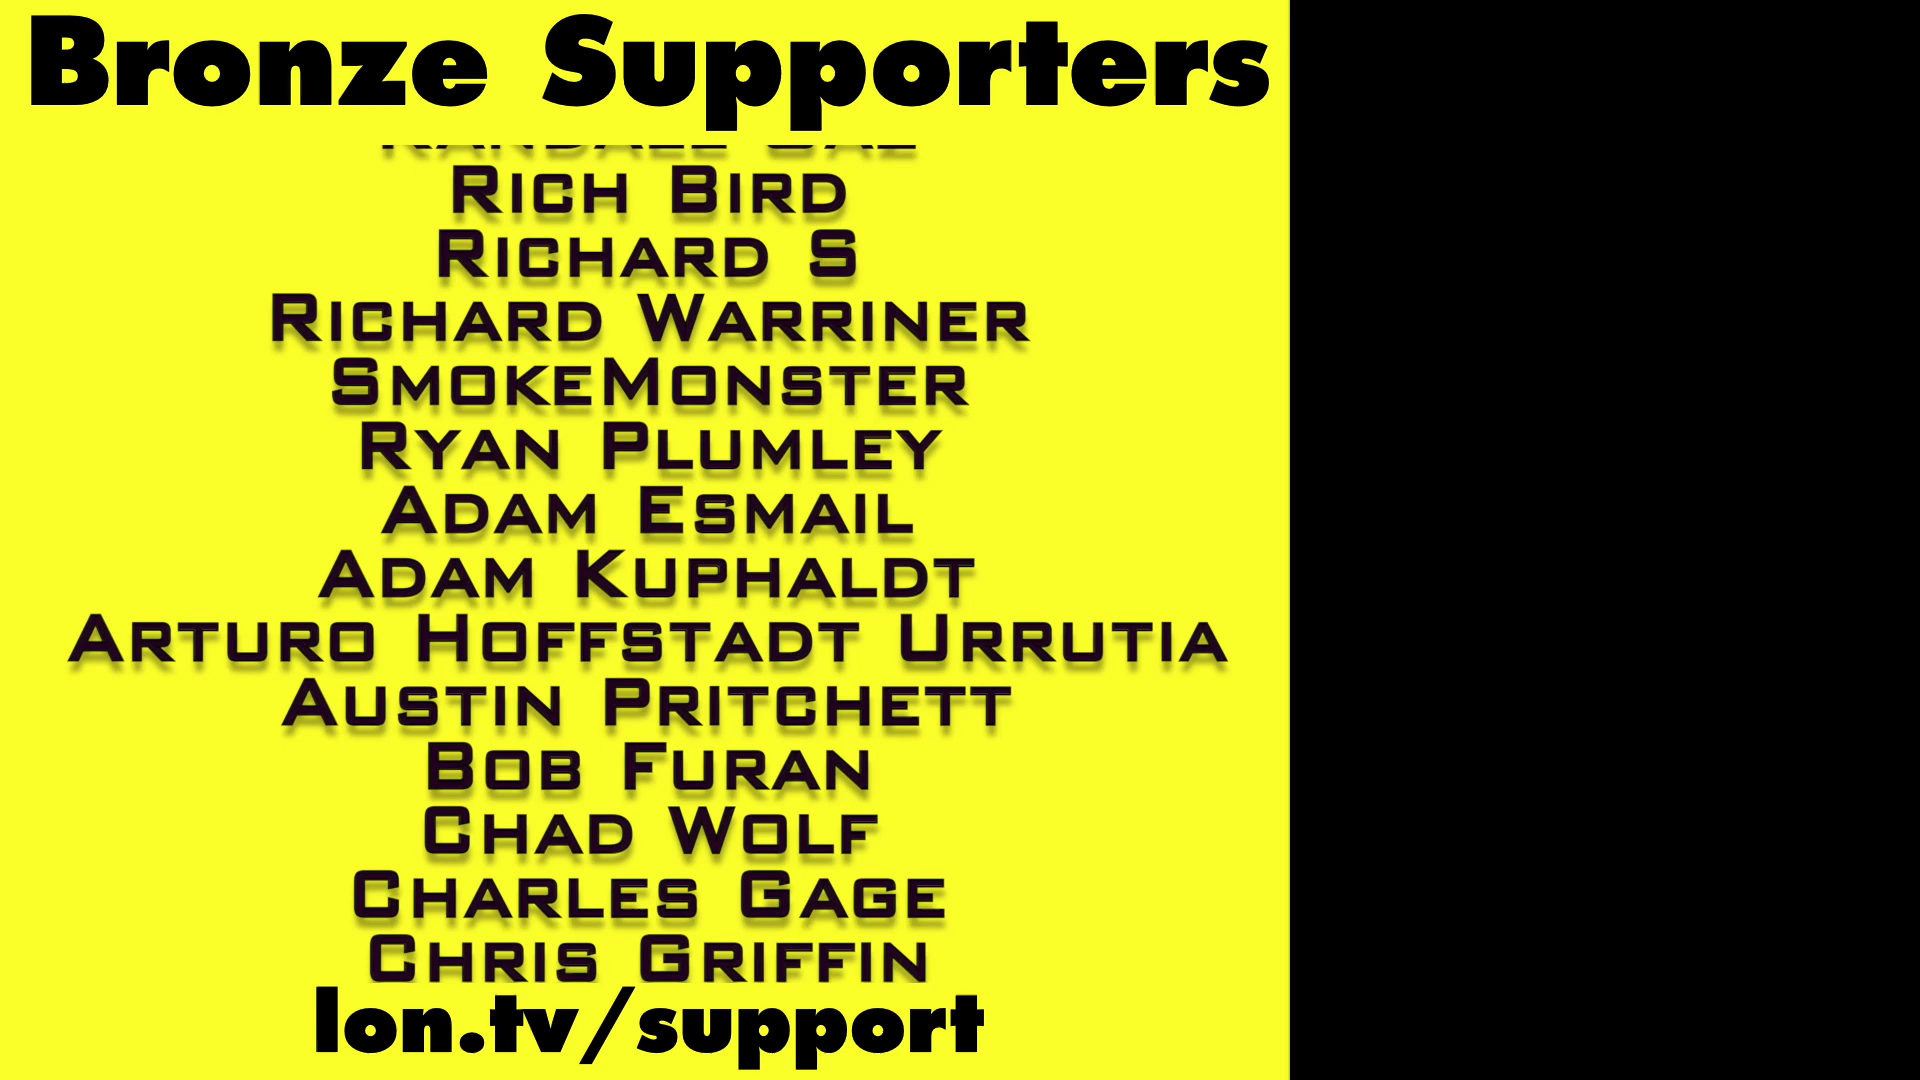 Bronze Supporters
Rich Bird
Richard S
Richard Warriner
SmokeMonster
Ryan Plumley
Adam Esmail
Adam Kuphaldt
Arturo Hoffstadt Urrutia
Austin Pritchett
Bob Furan
Chad Wolf
Charles Gage
Chris Griffin
lon.tv/support